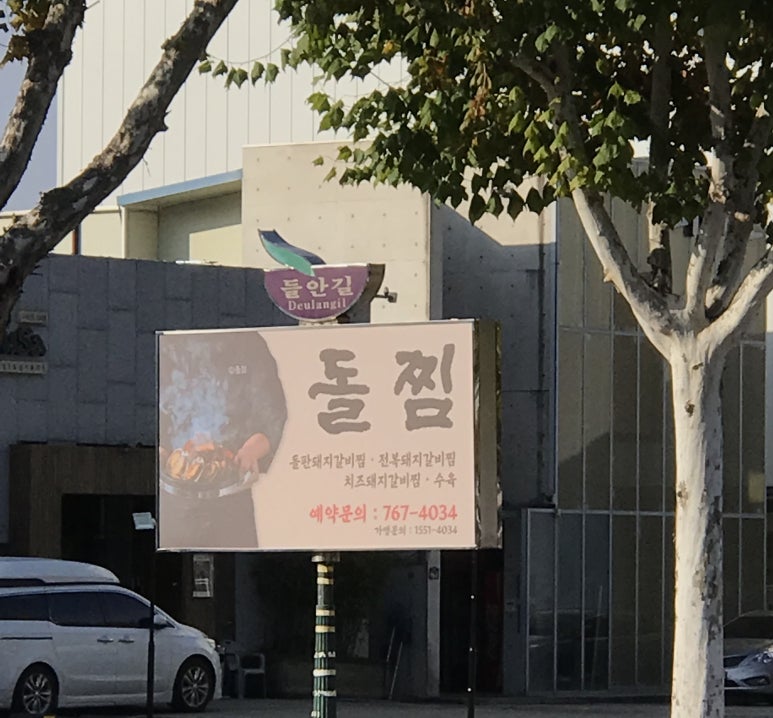 들안길
Deulangil
돌찜
돌판돼지갈비찜 · 전복돼지갈비찜
치즈돼지갈비찜 · 수육
예약문의 : 767-4034
가맹문의 : 1551-4034